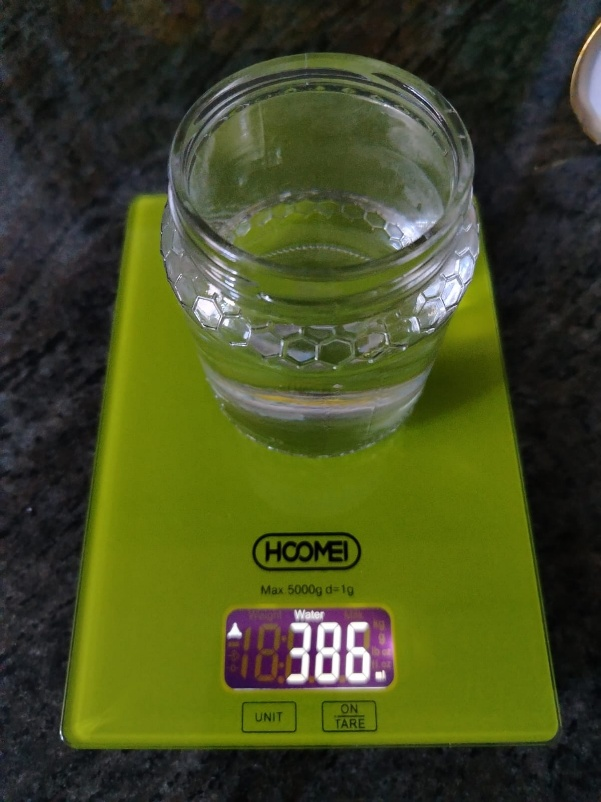 HOOMEI
Max 5000g d=1g
Water
386
ml
UNIT
ON
TARE